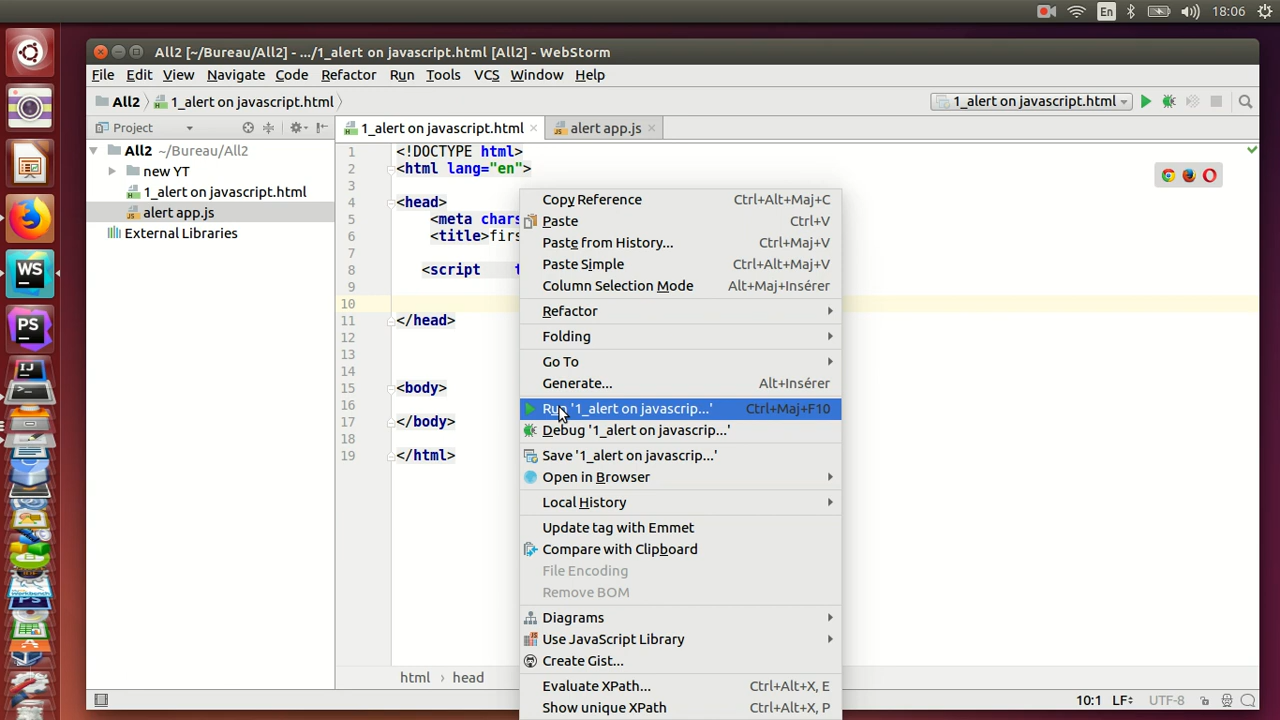 En
18:06
All2 [~/Bureau/All2] - .../1_alert on javascript.html [All2] - WebStorm
File Edit View Navigate Code Refactor Run Tools VCS Window Help
All2 1_alert on javascript.html
1_alert on javascript.html
Project
1_alert on javascript.html
alert app.js
All2 ~/Bureau/All2
new YT
1_alert on javascript.html
alert app.js
External Libraries
WS
PS
1 <!DOCTYPE html>
2 <html lang="en">
3
4 <head>
5 <meta chars
6 <title>firs
7
8 <script t
9
10
11 </head>
12
13
14
15 <body>
16
17 </body>
18
19 </html>
Copy Reference Ctrl+Alt+Maj+C
Paste Ctrl+V
Paste from History... Ctrl+Maj+V
Paste Simple Ctrl+Alt+Maj+V
Column Selection Mode Alt+Maj+Insérer
Refactor
Folding
Go To
Generate... Alt+Insérer
Run '1_alert on javascrip...' Ctrl+Maj+F10
Debug '1_alert on javascrip...'
Save '1_alert on javascrip...'
Open in Browser
Local History
Update tag with Emmet
Compare with Clipboard
File Encoding
Remove BOM
Diagrams
Use JavaScript Library
Create Gist...
Evaluate XPath... Ctrl+Alt+X, E
Show unique XPath Ctrl+Alt+X, P
html head
10:1 LF UTF-8